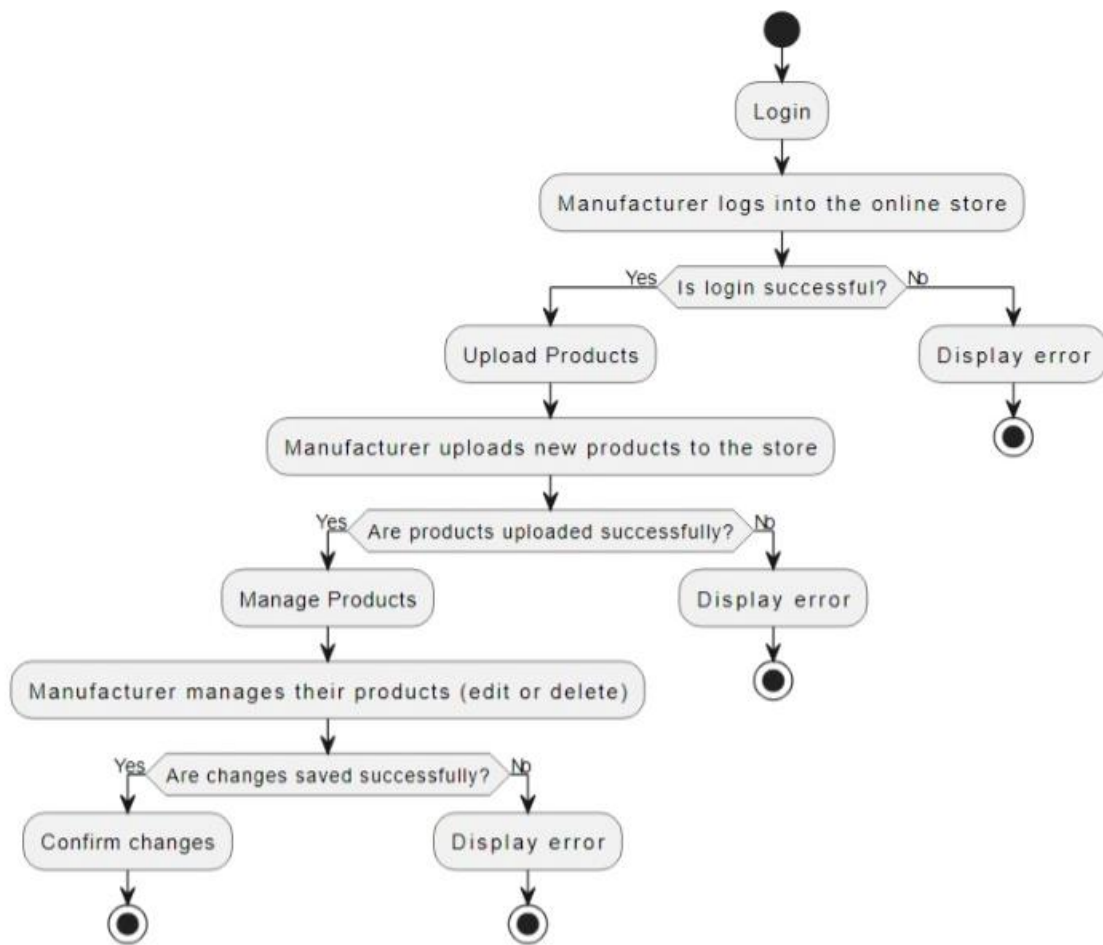 Login
Manufacturer logs into the online store
Yes
Is login successful?
No
Upload Products
Display error
Manufacturer uploads new products to the store
Yes
Are products uploaded successfully?
No
Manage Products
Display error
Manufacturer manages their products (edit or delete)
Yes
Are changes saved successfully?
No
Confirm changes
Display error